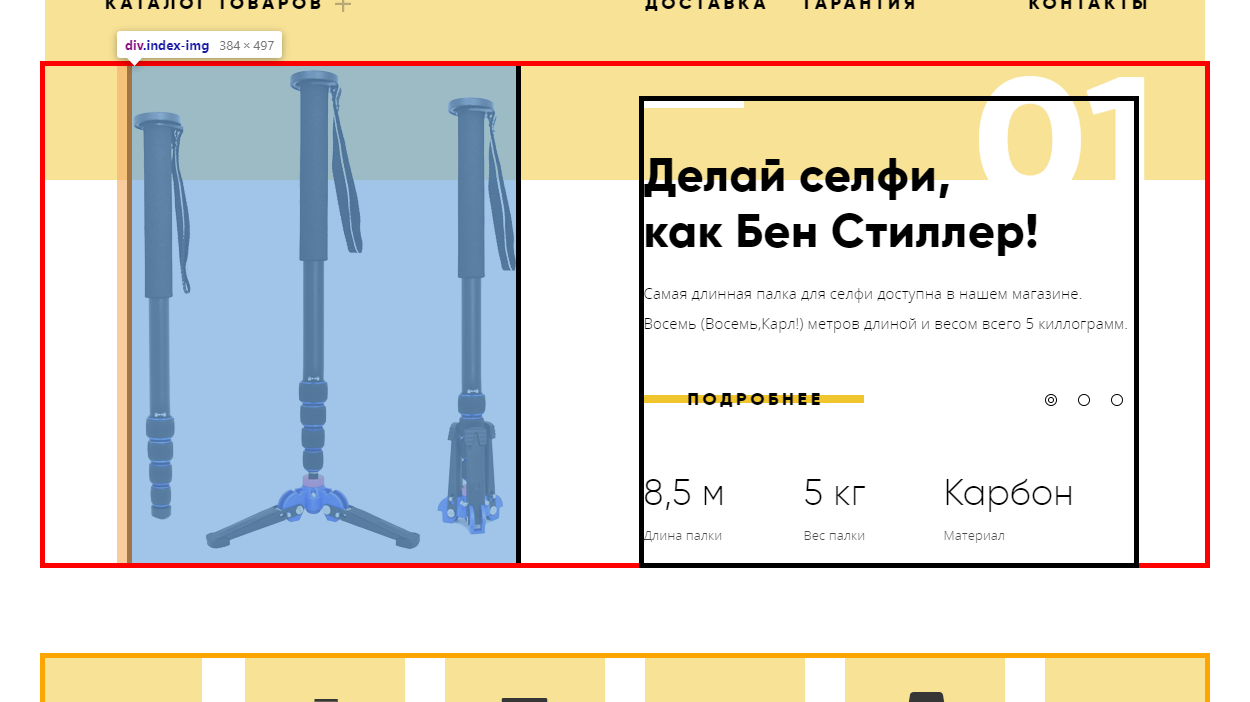 КАТАЛОГ ТОВАРОВ +
ДОСТАВКА ГАРАНТИЯ КОНТАКТЫ
div.index-img 384 × 497
01
Делай селфи,
как Бен Стиллер!
Самая длинная палка для селфи доступна в нашем магазине.
Восемь (Восемь,Карл!) метров длиной и весом всего 5 киллограмм.
ПОДРОБНЕЕ
8,5 м 5 кг Карбон
Длина палки Вес палки Материал